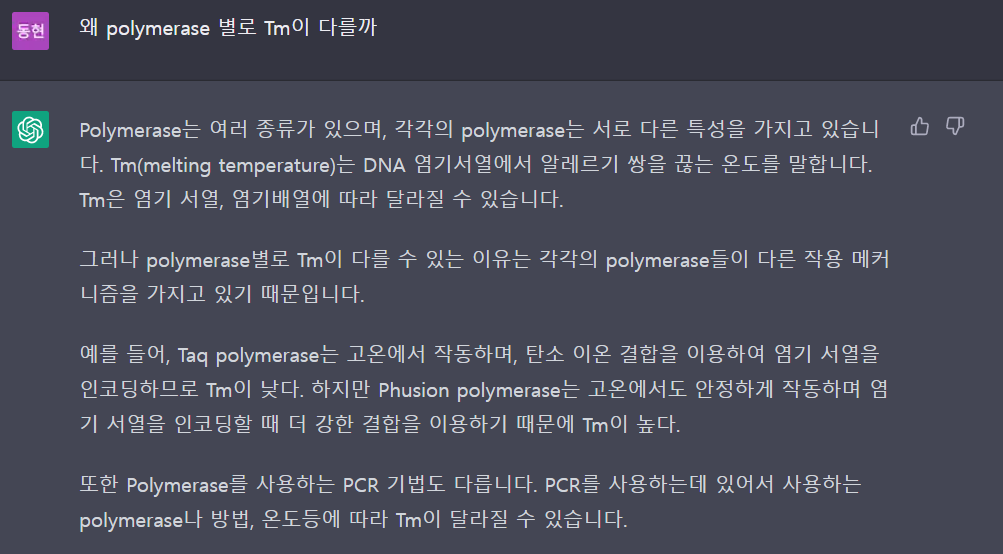 동현
왜 polymerase 별로 Tm이 다를까
Polymerase는 여러 종류가 있으며, 각각의 polymerase는 서로 다른 특성을 가지고 있습니
다. Tm(melting temperature)는 DNA 염기서열에서 알레르기 쌍을 끊는 온도를 말합니다.
Tm은 염기 서열, 염기배열에 따라 달라질 수 있습니다.
그러나 polymerase별로 Tm이 다를 수 있는 이유는 각각의 polymerase들이 다른 작용 메커
니즘을 가지고 있기 때문입니다.
예를 들어, Taq polymerase는 고온에서 작동하며, 탄소 이온 결합을 이용하여 염기 서열을
인코딩하므로 Tm이 낮다. 하지만 Phusion polymerase는 고온에서도 안정하게 작동하며 염
기 서열을 인코딩할 때 더 강한 결합을 이용하기 때문에 Tm이 높다.
또한 Polymerase를 사용하는 PCR 기법도 다릅니다. PCR를 사용하는데 있어서 사용하는
polymerase나 방법, 온도등에 따라 Tm이 달라질 수 있습니다.